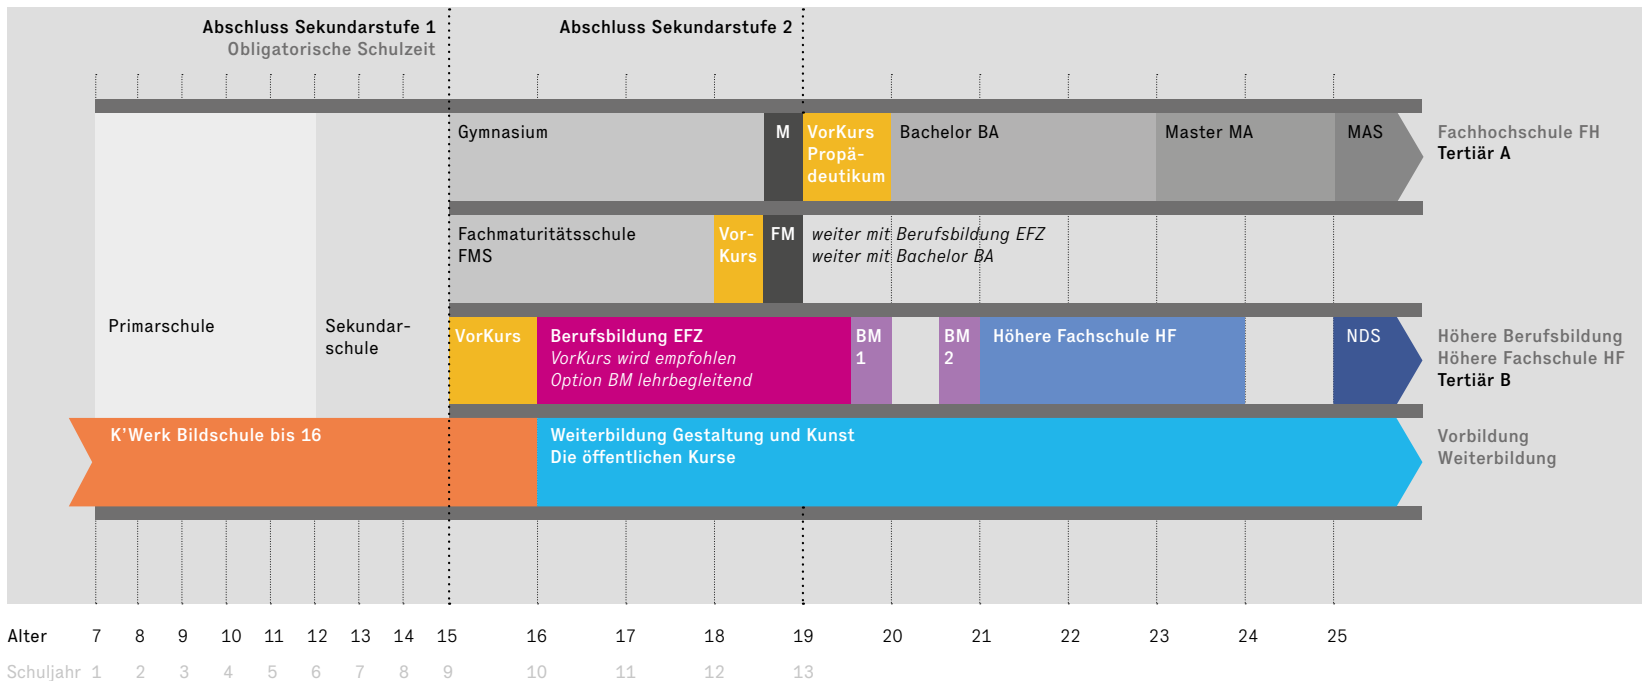 Abschluss Sekundarstufe 1
Obligatorische Schulzeit
Abschluss Sekundarstufe 2
Gymnasium
M
VorKurs
Propä-
deutikum
Bachelor BA
Master MA
MAS
Fachhochschule FH
Tertiär A
Fachmaturitätsschule
FMS
Vor-
Kurs
FM
weiter mit Berufsbildung EFZ
weiter mit Bachelor BA
Primarschule
Sekundar-
schule
VorKurs
Berufsbildung EFZ
VorKurs wird empfohlen
Option BM lehrbegleitend
BM
1
BM
2
Höhere Fachschule HF
NDS
Höhere Berufsbildung
Höhere Fachschule HF
Tertiär B
K'Werk Bildschule bis 16
Weiterbildung Gestaltung und Kunst
Die öffentlichen Kurse
Vorbildung
Weiterbildung
Alter 7 8 9 10 11 12 13 14 15 16 17 18 19 20 21 22 23 24 25
Schuljahr 1 2 3 4 5 6 7 8 9 10 11 12 13